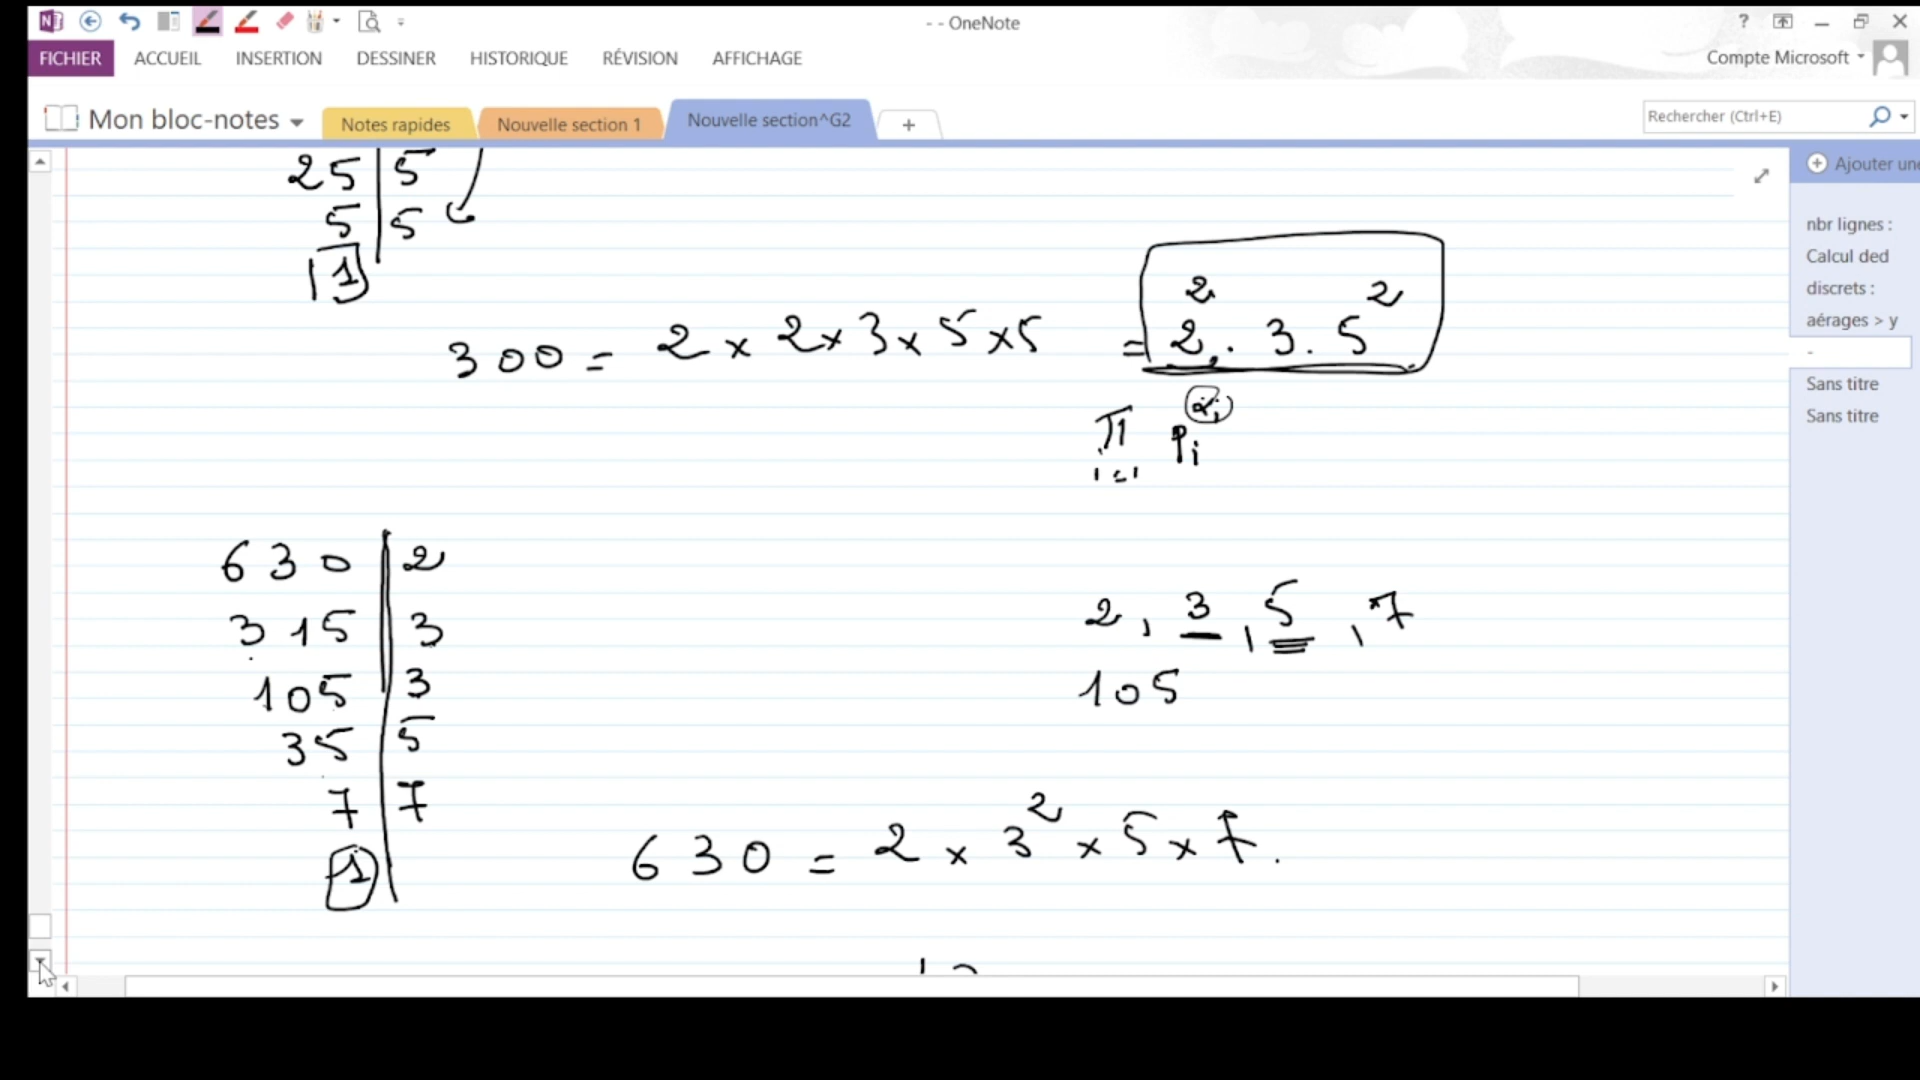 - - OneNote
?
FICHIER ACCUEIL INSERTION DESSINER HISTORIQUE RÉVISION AFFICHAGE
Compte Microsoft
Mon bloc-notes
Notes rapides
Nouvelle section 1
Nouvelle section^G2
+
Rechercher (Ctrl+E)
Ajouter une
nbr lignes :
Calcul ded
discrets :
aérages > y
-
Sans titre
Sans titre
25 | 5
5 | 5
1
300 = 2 × 2 × 3 × 5 × 5 = 2². 3. 5²
π i=1 Pi^αi
630 | 2
315 | 3
105 | 3
35 | 5
7 | 7
1
2, 3, 5, 7
105
630 = 2 × 3² × 5 × 7.